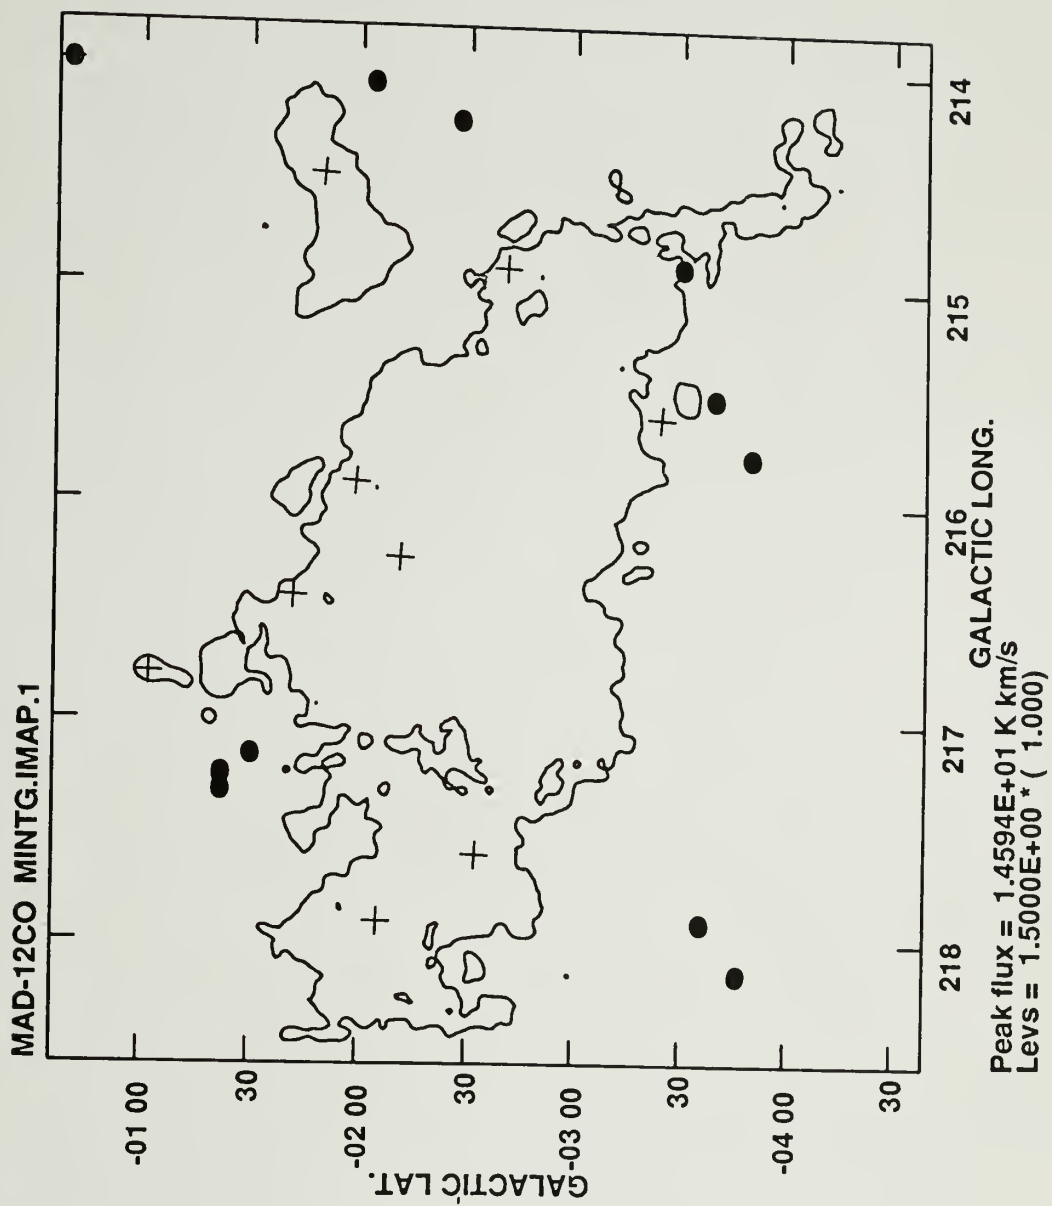 MAD-12CO MINTG.IMAP.1
GALACTIC LAT.
-01 00
30
-02 00
30
-03 00
30
-04 00
30
218
217
216
215
214
GALACTIC LONG.
Peak flux = 1.4594E+01 K km/s
Levs = 1.5000E+00 * ( 1.000)